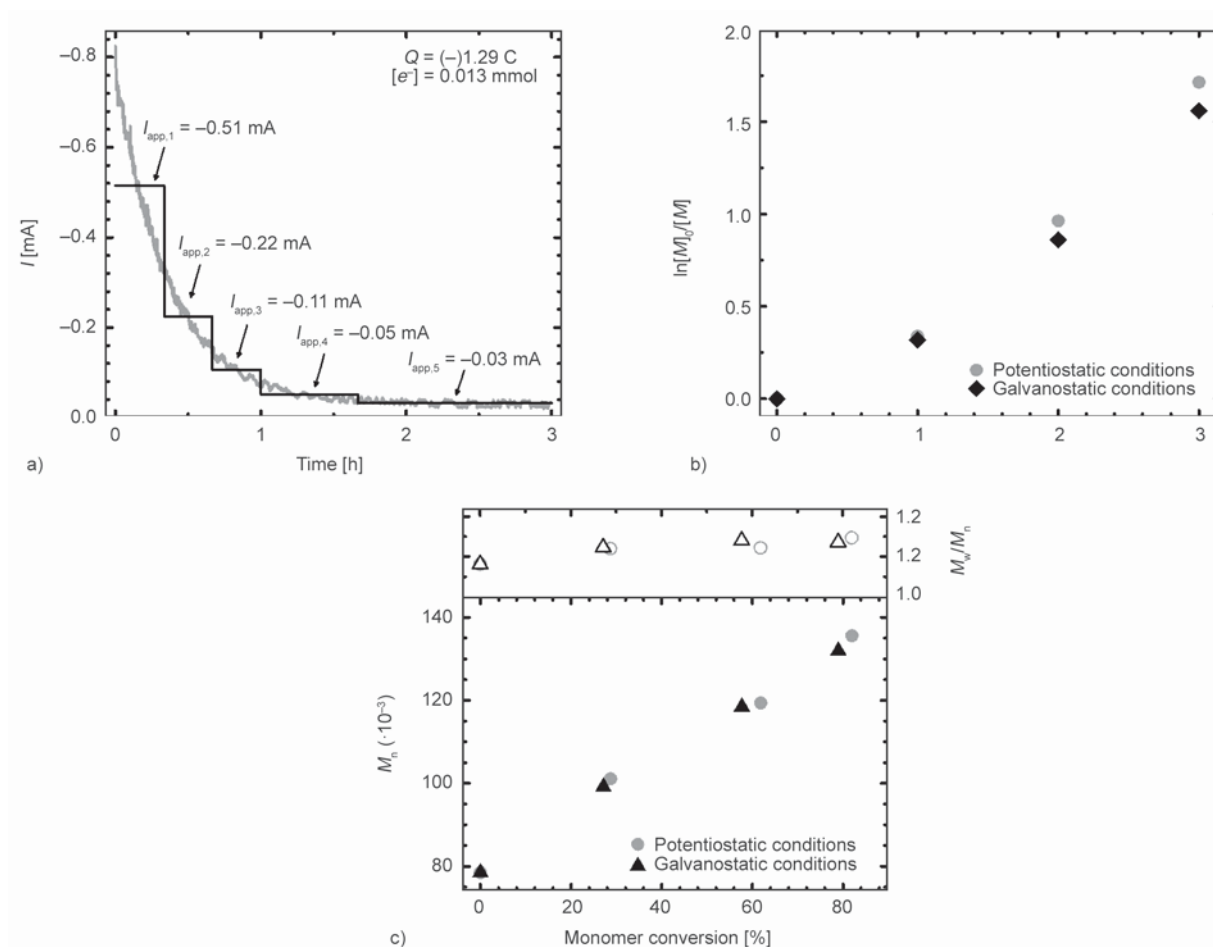 Q = (–)1.29 C
[e⁻] = 0.013 mmol
I_app,1 = –0.51 mA
I_app,2 = –0.22 mA
I_app,3 = –0.11 mA
I_app,4 = –0.05 mA
I_app,5 = –0.03 mA
–0.8
–0.6
–0.4
–0.2
0.0
I [mA]
0 1 2 3
Time [h]
a)
2.0
1.5
1.0
0.5
0.0
ln[M]₀/[M]
Potentiostatic conditions
Galvanostatic conditions
0 1 2 3
Time [h]
b)
1.2
1.2
1.0
M_w/M_n
140
120
100
80
M_n (·10⁻³)
Potentiostatic conditions
Galvanostatic conditions
0 20 40 60 80
Monomer conversion [%]
c)